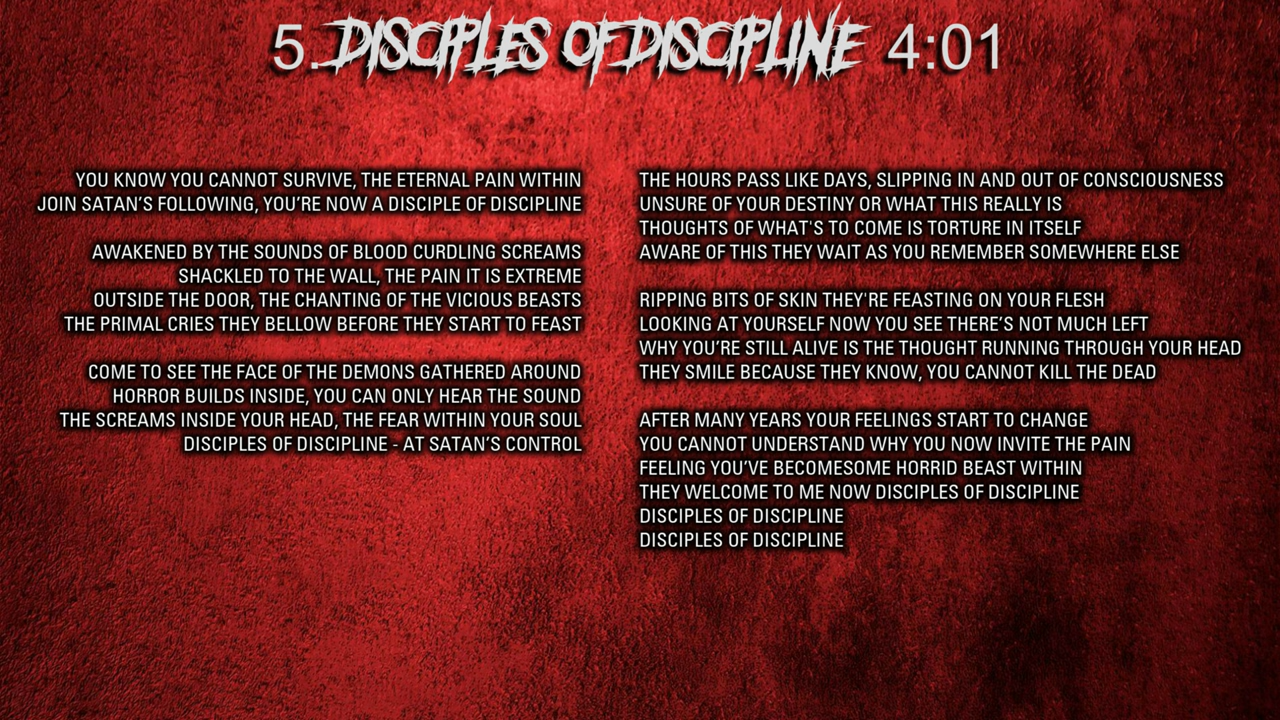 5. DISCIPLES OF DISCIPLINE 4:01
YOU KNOW YOU CANNOT SURVIVE, THE ETERNAL PAIN WITHIN
JOIN SATAN’S FOLLOWING, YOU’RE NOW A DISCIPLE OF DISCIPLINE
AWAKENED BY THE SOUNDS OF BLOOD CURDLING SCREAMS
SHACKLED TO THE WALL, THE PAIN IT IS EXTREME
OUTSIDE THE DOOR, THE CHANTING OF THE VICIOUS BEASTS
THE PRIMAL CRIES THEY BELLOW BEFORE THEY START TO FEAST
COME TO SEE THE FACE OF THE DEMONS GATHERED AROUND
HORROR BUILDS INSIDE, YOU CAN ONLY HEAR THE SOUND
THE SCREAMS INSIDE YOUR HEAD, THE FEAR WITHIN YOUR SOUL
DISCIPLES OF DISCIPLINE - AT SATAN’S CONTROL
THE HOURS PASS LIKE DAYS, SLIPPING IN AND OUT OF CONSCIOUSNESS
UNSURE OF YOUR DESTINY OR WHAT THIS REALLY IS
THOUGHTS OF WHAT'S TO COME IS TORTURE IN ITSELF
AWARE OF THIS THEY WAIT AS YOU REMEMBER SOMEWHERE ELSE
RIPPING BITS OF SKIN THEY'RE FEASTING ON YOUR FLESH
LOOKING AT YOURSELF NOW YOU SEE THERE’S NOT MUCH LEFT
WHY YOU’RE STILL ALIVE IS THE THOUGHT RUNNING THROUGH YOUR HEAD
THEY SMILE BECAUSE THEY KNOW, YOU CANNOT KILL THE DEAD
AFTER MANY YEARS YOUR FEELINGS START TO CHANGE
YOU CANNOT UNDERSTAND WHY YOU NOW INVITE THE PAIN
FEELING YOU’VE BECOMESOME HORRID BEAST WITHIN
THEY WELCOME TO ME NOW DISCIPLES OF DISCIPLINE
DISCIPLES OF DISCIPLINE
DISCIPLES OF DISCIPLINE